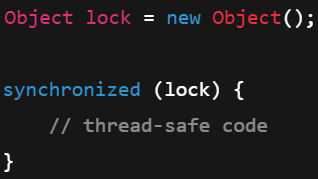 Object lock = new Object();
synchronized (lock) {
    // thread-safe code
}